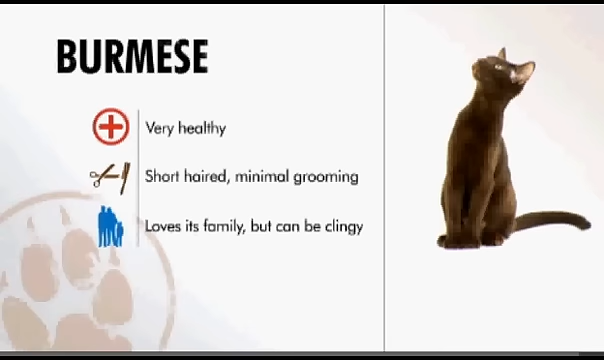 BURMESE
Very healthy
Short haired, minimal grooming
Loves its family, but can be clingy